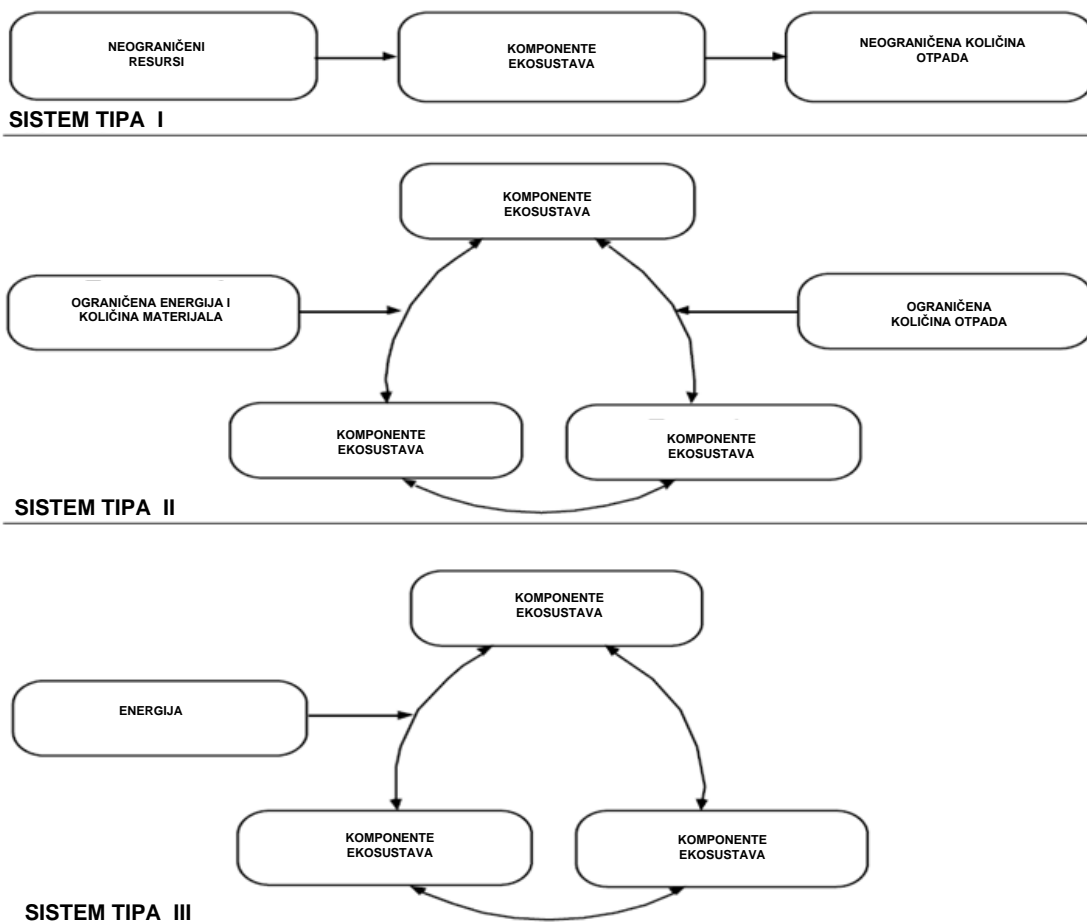 NEOGRANIČENI
RESURSI
KOMPONENTE
EKOSUSTAVA
NEOGRANIČENA KOLIČINA
OTPADA
SISTEM TIPA I
KOMPONENTE
EKOSUSTAVA
OGRANIČENA ENERGIJA I
KOLIČINA MATERIJALA
OGRANIČENA
KOLIČINA OTPADA
KOMPONENTE
EKOSUSTAVA
KOMPONENTE
EKOSUSTAVA
SISTEM TIPA II
KOMPONENTE
EKOSUSTAVA
ENERGIJA
KOMPONENTE
EKOSUSTAVA
KOMPONENTE
EKOSUSTAVA
SISTEM TIPA III